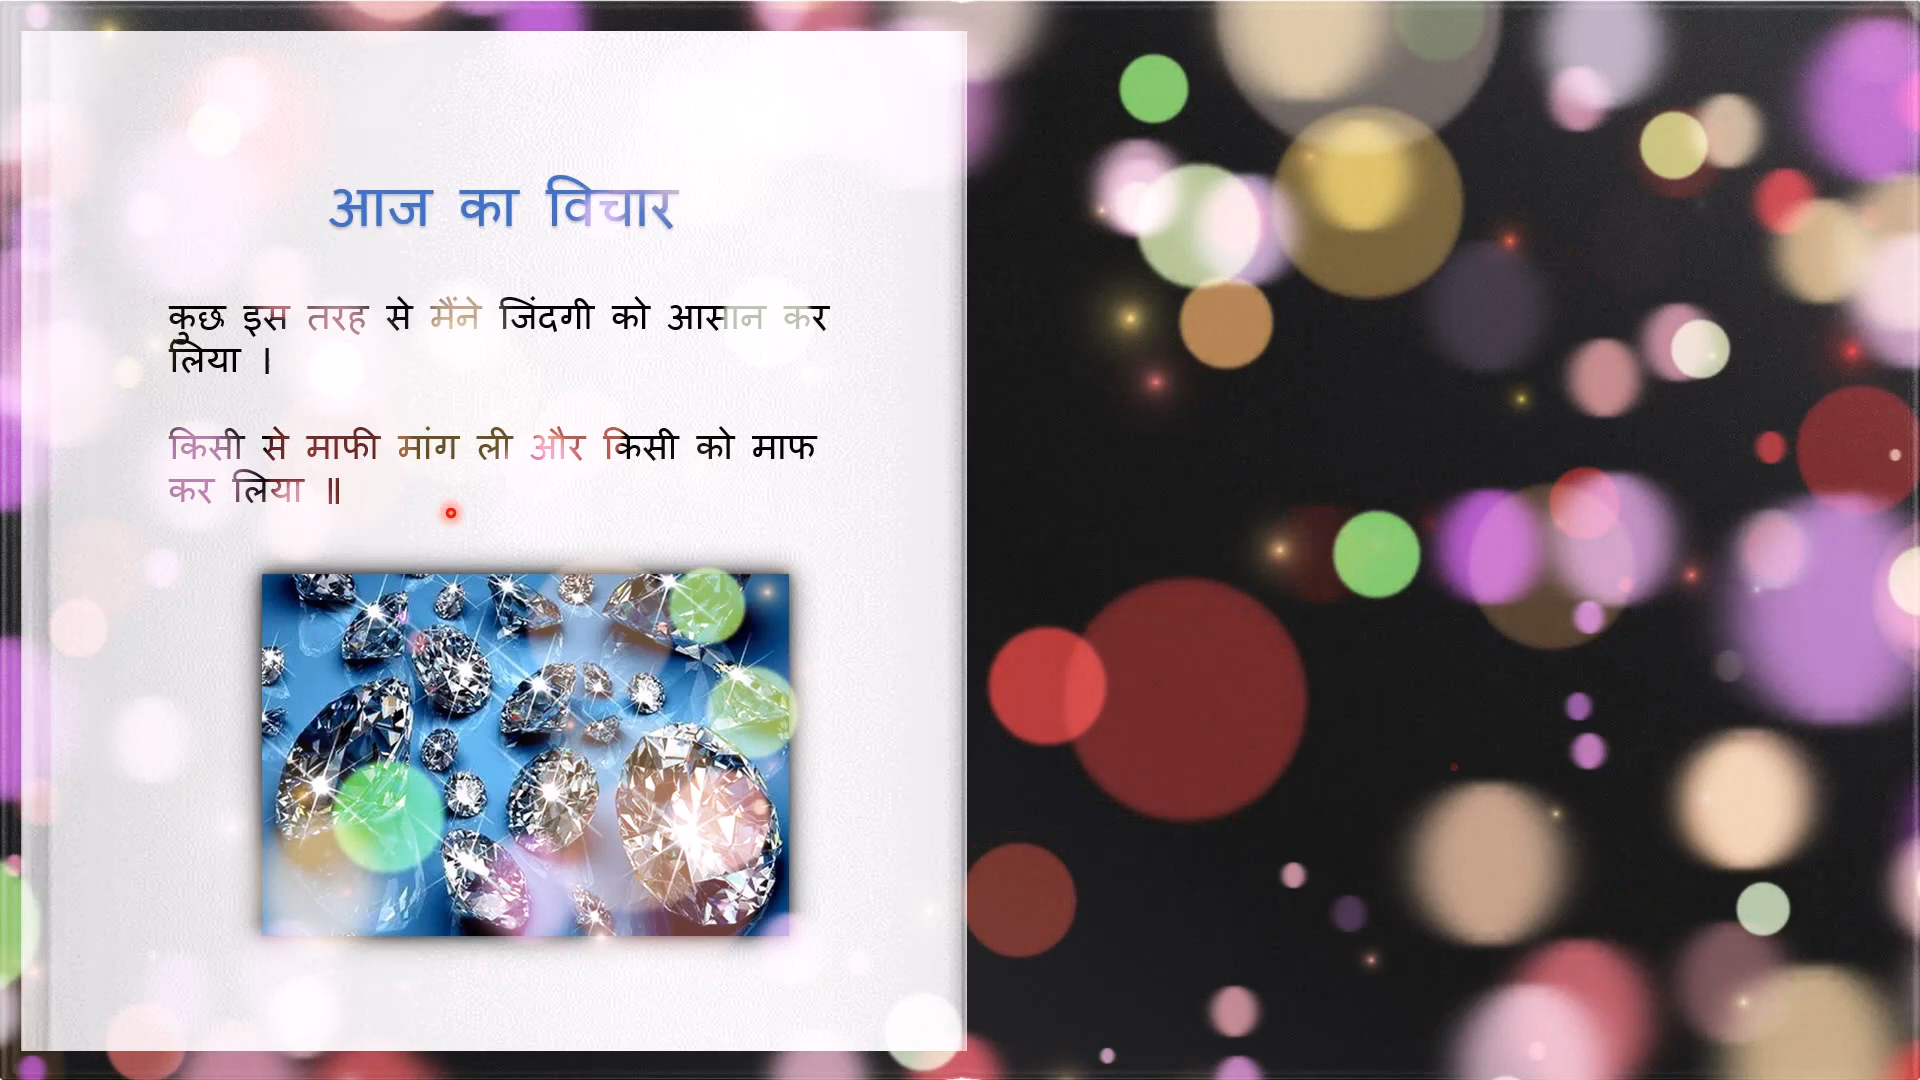 आज का विचार
कुछ इस तरह से मैंने जिंदगी को आसान कर
लिया ।
किसी से माफी मांग ली और किसी को माफ
कर लिया ॥